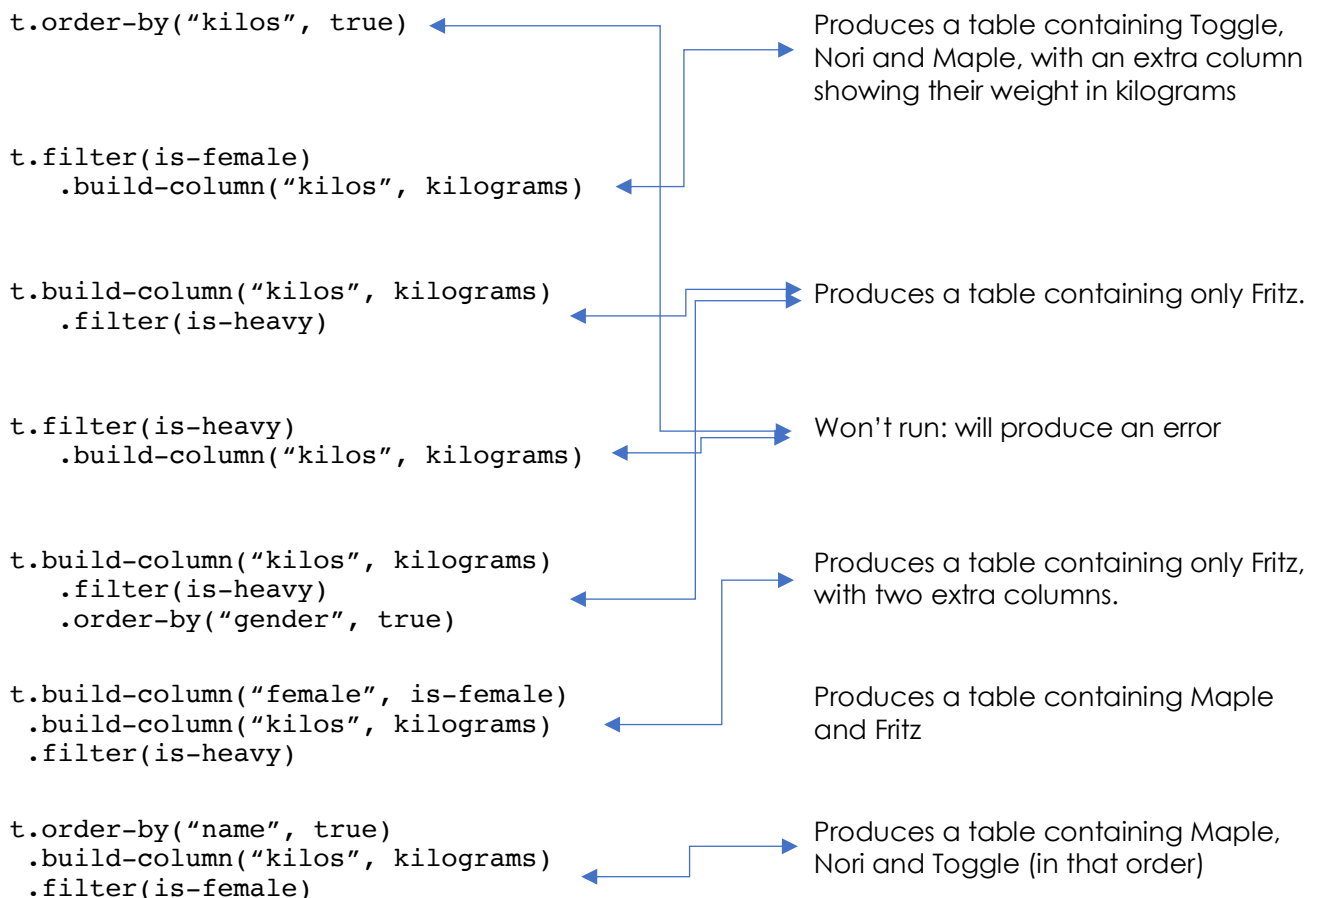 t.order-by(“kilos”, true)
Produces a table containing Toggle,
Nori and Maple, with an extra column
showing their weight in kilograms
t.filter(is-female)
.build-column(“kilos”, kilograms)
t.build-column(“kilos”, kilograms)
.filter(is-heavy)
Produces a table containing only Fritz.
t.filter(is-heavy)
.build-column(“kilos”, kilograms)
Won’t run: will produce an error
t.build-column(“kilos”, kilograms)
.filter(is-heavy)
.order-by(“gender”, true)
Produces a table containing only Fritz,
with two extra columns.
t.build-column(“female”, is-female)
.build-column(“kilos”, kilograms)
.filter(is-heavy)
Produces a table containing Maple
and Fritz
t.order-by(“name”, true)
.build-column(“kilos”, kilograms)
.filter(is-female)
Produces a table containing Maple,
Nori and Toggle (in that order)